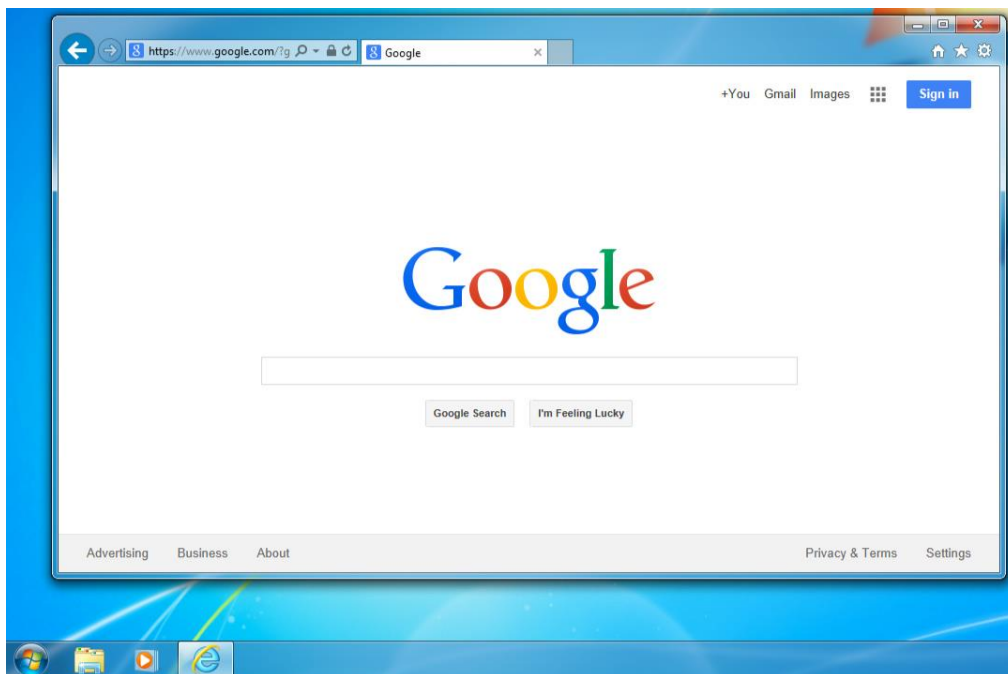 https://www.google.com/?g
Google
+You Gmail Images Sign in
Google
Google Search I'm Feeling Lucky
Advertising Business About Privacy & Terms Settings